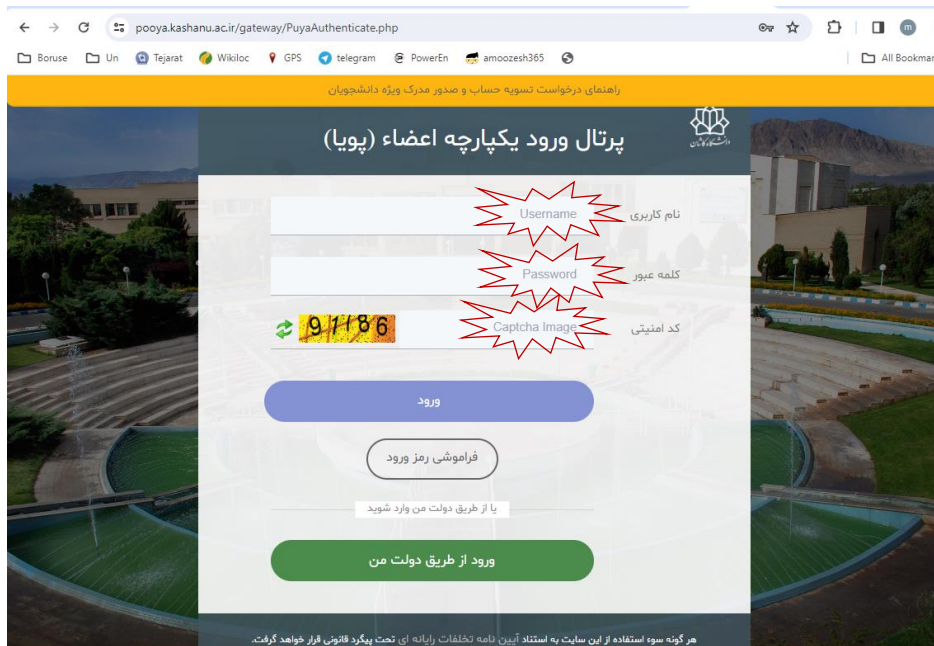 pooya.kashanu.ac.ir/gateway/PuyaAuthenticate.php
m
Boruse Un Tejarat Wikiloc GPS telegram PowerEn amoozesh365 All Bookmar
راهنمای درخواست تسویه حساب و صدور مدرک ویژه دانشجویان
پرتال ورود یکپارچه اعضاء (پویا)
دانشگاه کاشان
نام کاربری Username
کلمه عبور Password
کد امنیتی Captcha Image 91186
ورود
فراموشی رمز ورود
یا از طریق دولت من وارد شوید
ورود از طریق دولت من
هر گونه سوء استفاده از این سایت به استناد آیین نامه تخلفات رایانه ای تحت پیگرد قانونی قرار خواهد گرفت.